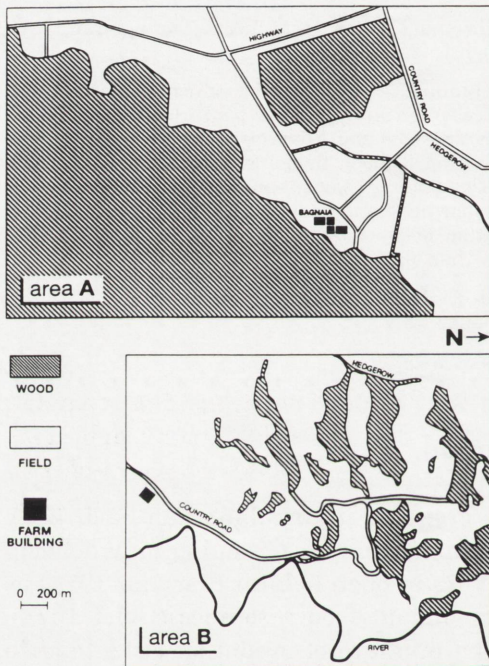 HIGHWAY
COUNTRY ROAD
HEDGEROW
BAGNAIA
area A
N
WOOD
FIELD
FARM
BUILDING
0 200 m
HEDGEROW
COUNTRY ROAD
area B
RIVER